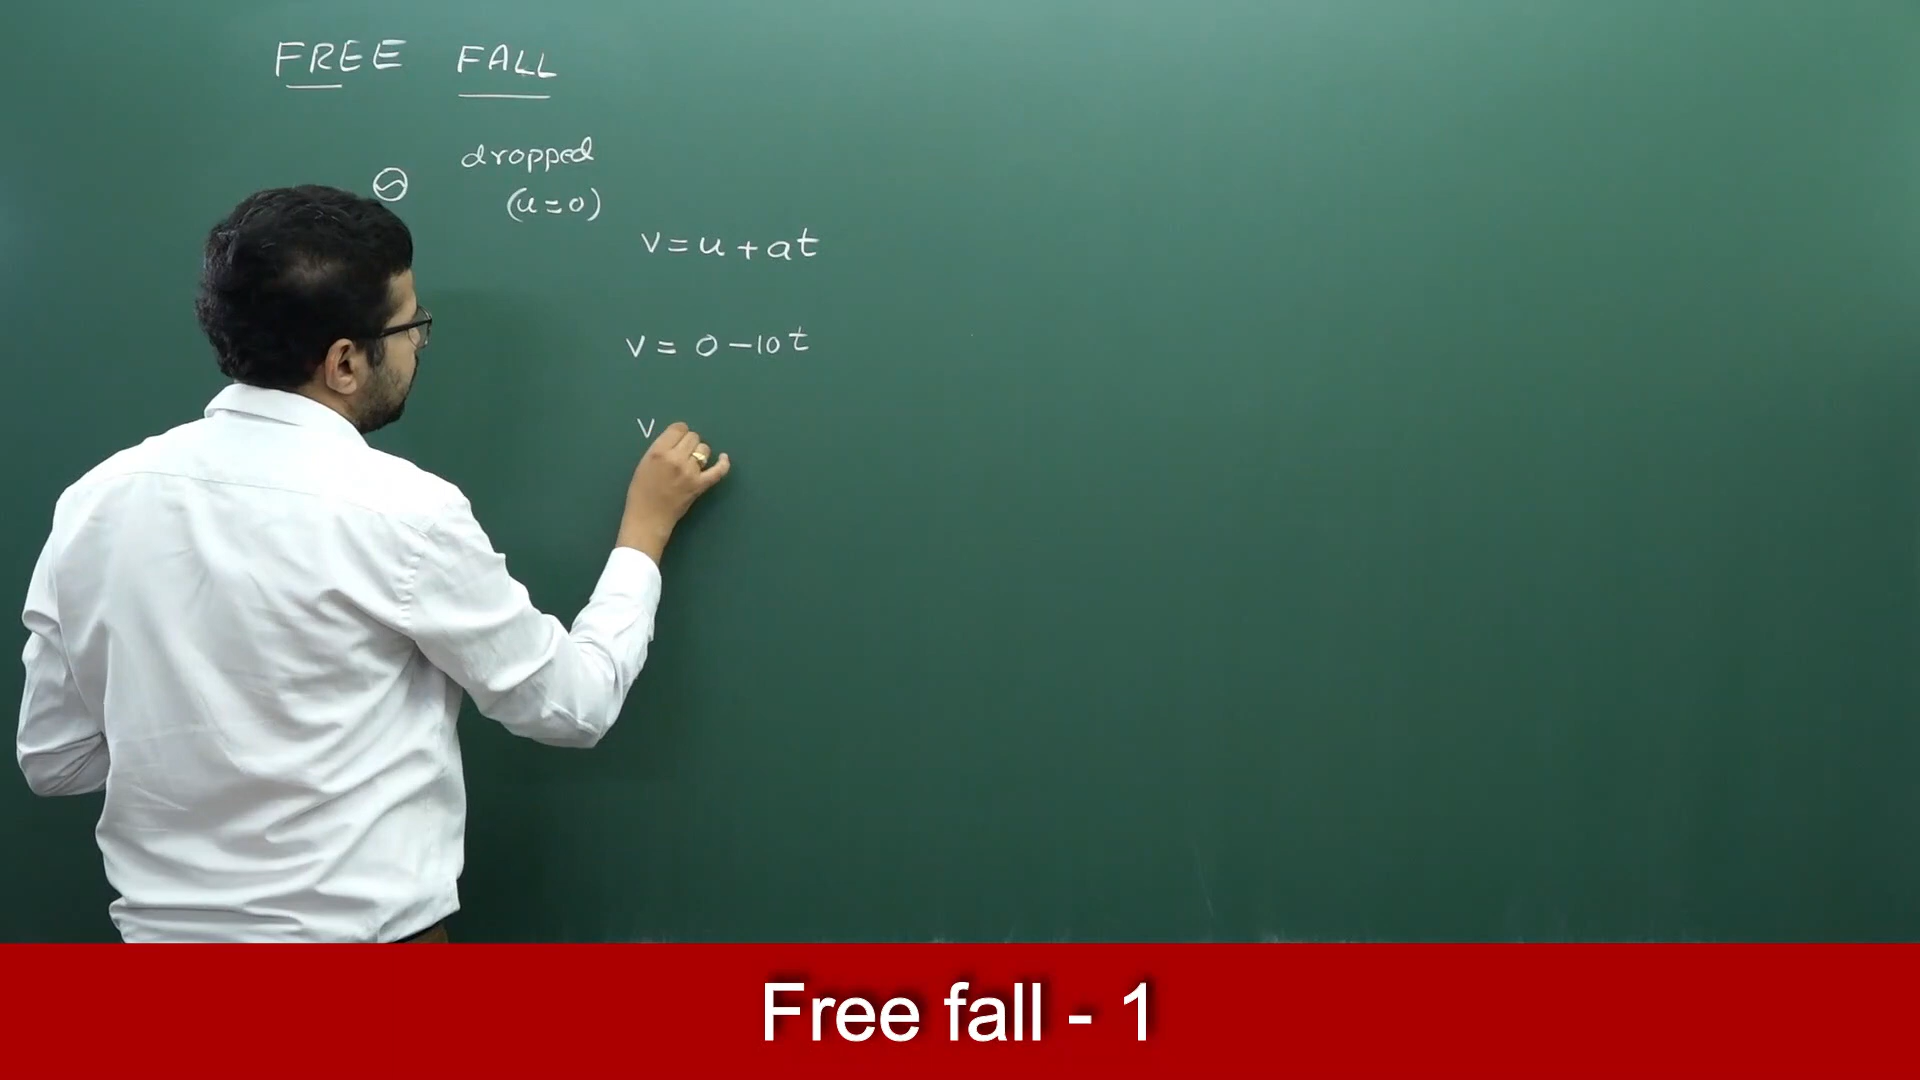 FREE FALL
dropped
(u=0)
v=u+at
v= 0-10t
v
Free fall - 1